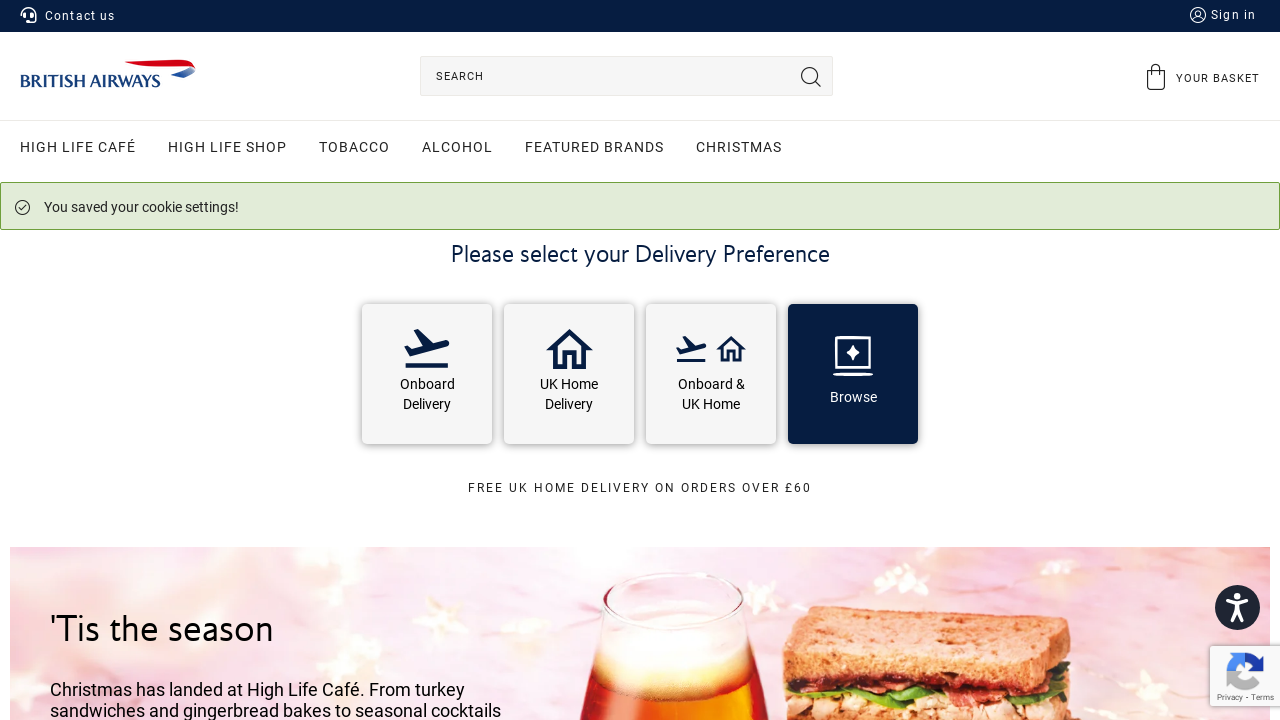 Contact us
Sign in
BRITISH AIRWAYS
SEARCH
YOUR BASKET
HIGH LIFE CAFÉ
HIGH LIFE SHOP
TOBACCO
ALCOHOL
FEATURED BRANDS
CHRISTMAS
You saved your cookie settings!
Please select your Delivery Preference
Onboard
Delivery
UK Home
Delivery
Onboard &
UK Home
Browse
FREE UK HOME DELIVERY ON ORDERS OVER £60
'Tis the season
Christmas has landed at High Life Café. From turkey
sandwiches and gingerbread bakes to seasonal cocktails
Privacy - Terms